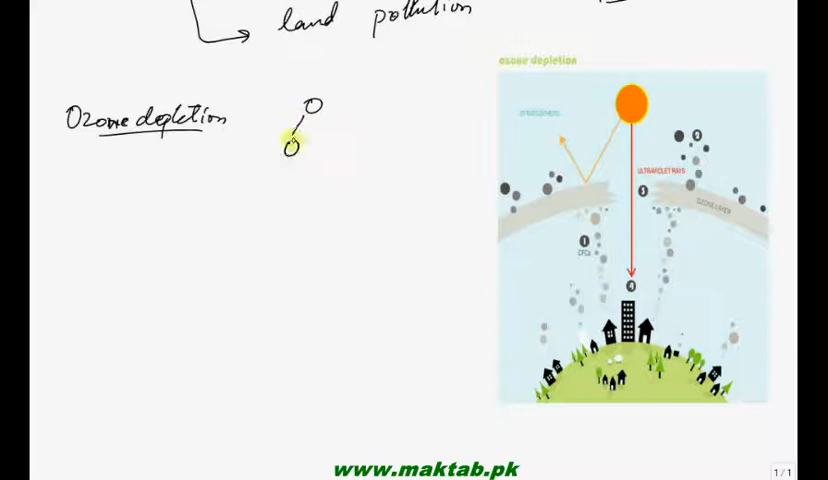 land pollution
ozone depletion
Ozone depletion
O
O
STRATOSPHERE
2
ULTRAVIOLET RAYS
3
OZONE LAYER
1
CFCs
4
www.maktab.pk
1/1